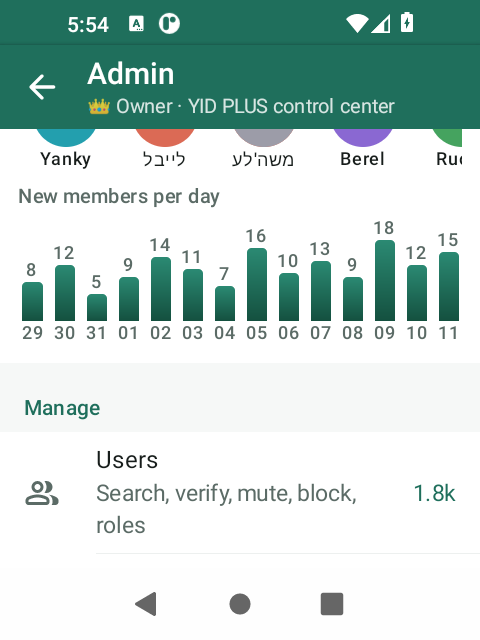 5:54
A
Admin
👑 Owner · YID PLUS control center
Yanky
לייבל
משה'לע
Berel
New members per day
8 12 5 9 14 11 7 16 10 13 9 18 12 15
29 30 31 01 02 03 04 05 06 07 08 09 10 11
Manage
Users
Search, verify, mute, block,
roles
1.8k